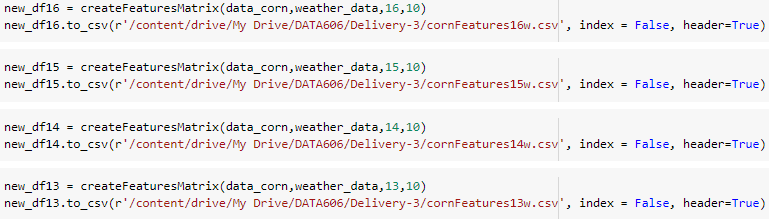 new_df16 = createFeaturesMatrix(data_corn,weather_data,16,10)
new_df16.to_csv(r'/content/drive/My Drive/DATA606/Delivery-3/cornFeatures16w.csv', index = False, header=True)
new_df15 = createFeaturesMatrix(data_corn,weather_data,15,10)
new_df15.to_csv(r'/content/drive/My Drive/DATA606/Delivery-3/cornFeatures15w.csv', index = False, header=True)
new_df14 = createFeaturesMatrix(data_corn,weather_data,14,10)
new_df14.to_csv(r'/content/drive/My Drive/DATA606/Delivery-3/cornFeatures14w.csv', index = False, header=True)
new_df13 = createFeaturesMatrix(data_corn,weather_data,13,10)
new_df13.to_csv(r'/content/drive/My Drive/DATA606/Delivery-3/cornFeatures13w.csv', index = False, header=True)